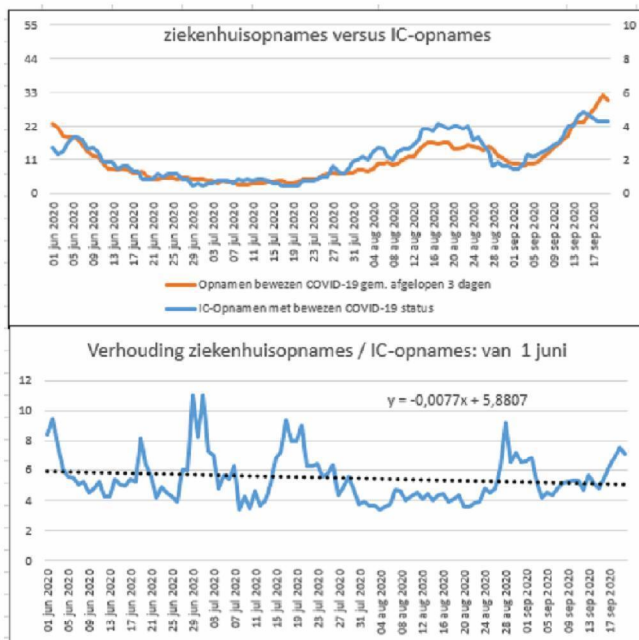 ziekenhuisopnames versus IC-opnames
55
44
33
22
11
0
10
8
6
4
2
0
01 jun 2020
05 jun 2020
09 jun 2020
13 jun 2020
17 jun 2020
21 jun 2020
25 jun 2020
29 jun 2020
03 jul 2020
07 jul 2020
11 jul 2020
15 jul 2020
19 jul 2020
23 jul 2020
27 jul 2020
31 jul 2020
04 aug 2020
08 aug 2020
12 aug 2020
16 aug 2020
20 aug 2020
24 aug 2020
28 aug 2020
01 sep 2020
05 sep 2020
09 sep 2020
13 sep 2020
17 sep 2020
Opnamen bewezen COVID-19 gem. afgelopen 3 dagen
IC-Opnamen met bewezen COVID-19 status
Verhouding ziekenhuisopnames / IC-opnames: van 1 juni
y = -0,0077x + 5,8807
12
10
8
6
4
2
0
01 jun 2020
05 jun 2020
09 jun 2020
13 jun 2020
17 jun 2020
21 jun 2020
25 jun 2020
29 jun 2020
03 jul 2020
07 jul 2020
11 jul 2020
15 jul 2020
19 jul 2020
23 jul 2020
27 jul 2020
31 jul 2020
04 aug 2020
08 aug 2020
12 aug 2020
16 aug 2020
20 aug 2020
24 aug 2020
28 aug 2020
01 sep 2020
05 sep 2020
09 sep 2020
13 sep 2020
17 sep 2020